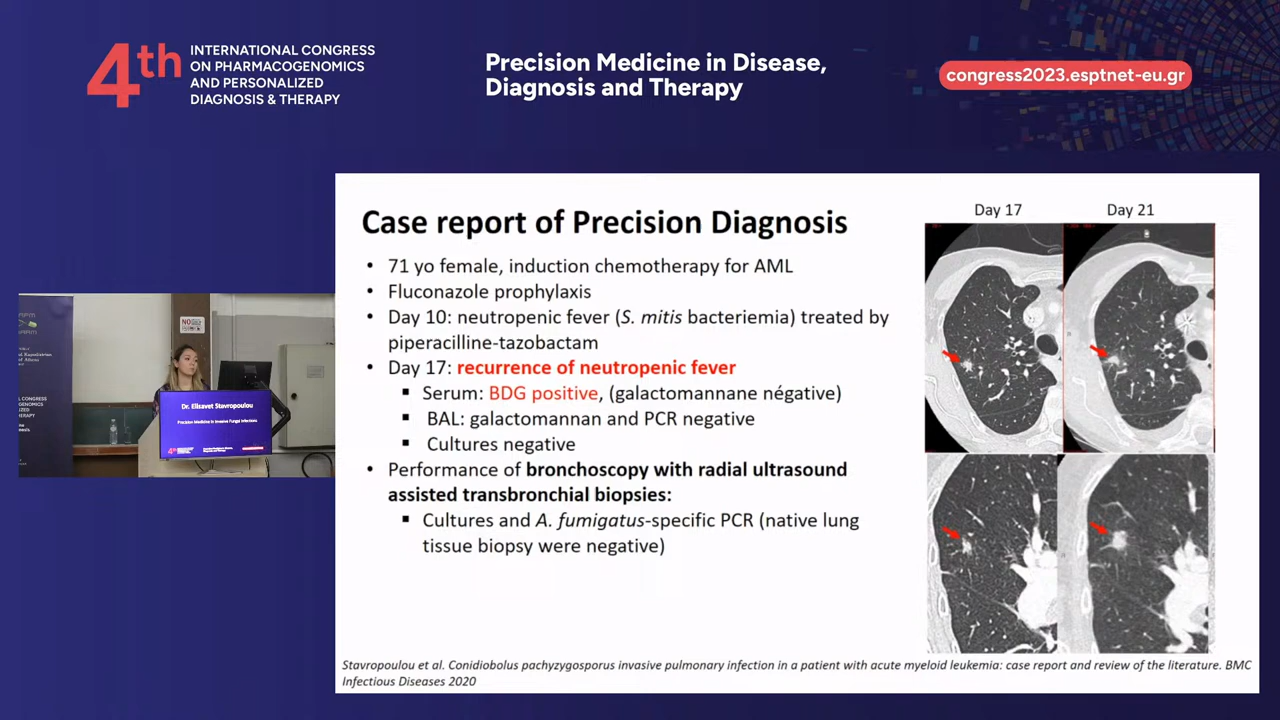 4th
INTERNATIONAL CONGRESS
ON PHARMACOGENOMICS
AND PERSONALIZED
DIAGNOSIS & THERAPY
Precision Medicine in Disease,
Diagnosis and Therapy
congress2023.esptnet-eu.gr
Case report of Precision Diagnosis
• 71 yo female, induction chemotherapy for AML
• Fluconazole prophylaxis
• Day 10: neutropenic fever (S. mitis bacteriemia) treated by
piperacilline-tazobactam
• Day 17: recurrence of neutropenic fever
▪ Serum: BDG positive, (galactomannane négative)
▪ BAL: galactomannan and PCR negative
▪ Cultures negative
• Performance of bronchoscopy with radial ultrasound
assisted transbronchial biopsies:
▪ Cultures and A. fumigatus-specific PCR (native lung
tissue biopsy were negative)
Day 17
Day 21
Stavropoulou et al. Conidiobolus pachyzygosporus invasive pulmonary infection in a patient with acute myeloid leukemia: case report and review of the literature. BMC
Infectious Diseases 2020
Dr. Elisavet Stavropoulou
Precision Medicine in Invasive Fungal Infections